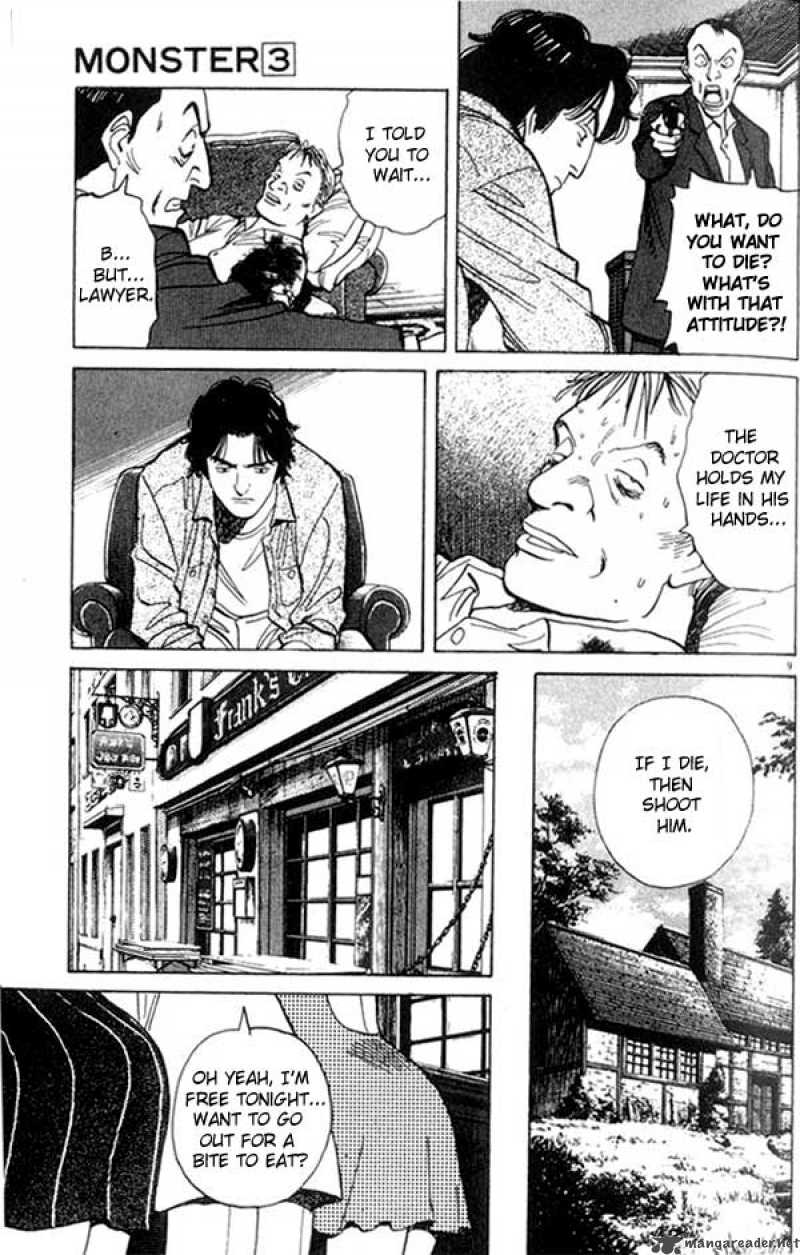 MONSTER 3
WHAT, DO
YOU WANT
TO DIE?
WHAT'S
WITH THAT
ATTITUDE?!
I TOLD
YOU TO
WAIT...
B...
BUT...
LAWYER.
THE
DOCTOR
HOLDS MY
LIFE IN HIS
HANDS...
9
IF I DIE,
THEN
SHOOT
HIM.
Frank's
OH YEAH, I'M
FREE TONIGHT...
WANT TO GO
OUT FOR A
BITE TO EAT?
mangareader.net